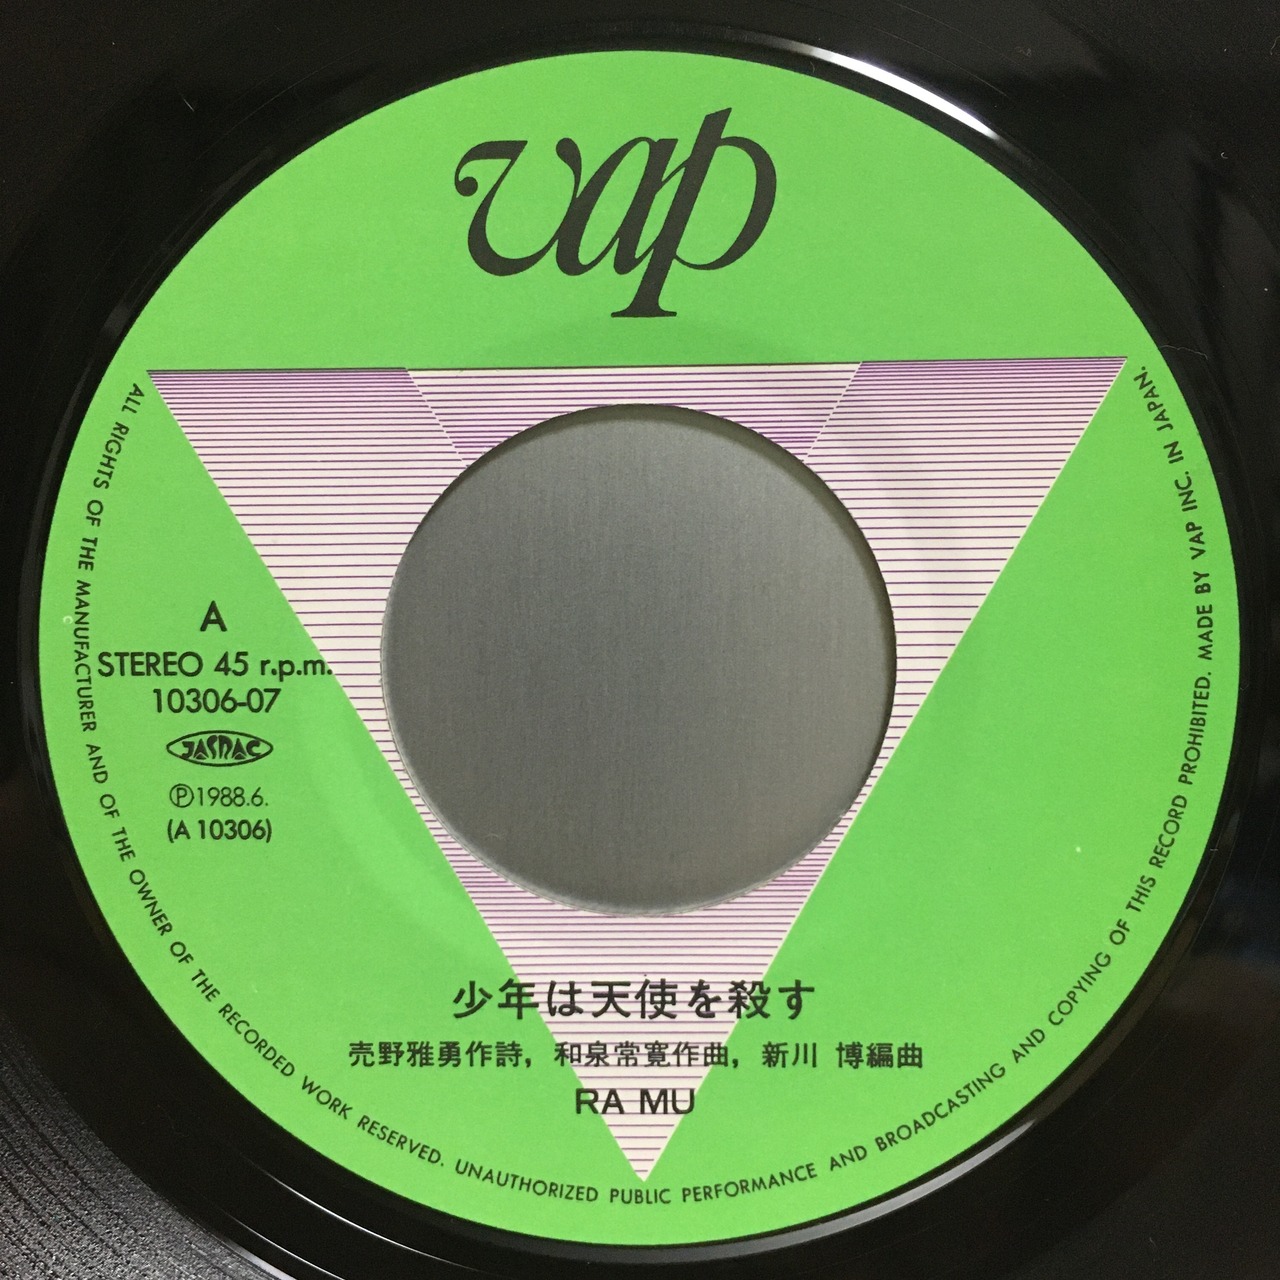 vap
A
STEREO 45 r.p.m.
10306-07
JASRAC
Ⓟ1988.6.
(A 10306)
少年は天使を殺す
売野雅勇作詩, 和泉常寛作曲, 新川 博編曲
RA MU
ALL RIGHTS OF THE MANUFACTURER AND OF THE OWNER OF THE RECORDED WORK RESERVED. UNAUTHORIZED PUBLIC PERFORMANCE AND BROADCASTING AND COPYING OF THIS RECORD PROHIBITED. MADE BY VAP INC. IN JAPAN.